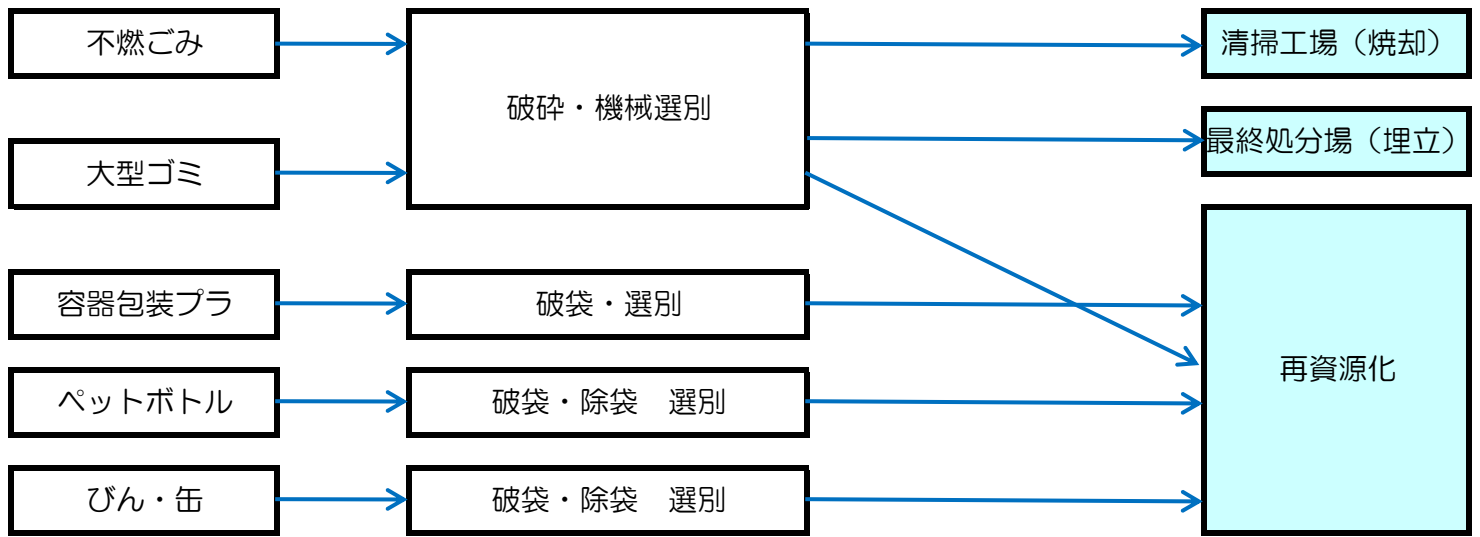 不燃ごみ
破砕・機械選別
清掃工場（焼却）
最終処分場（埋立）
大型ゴミ
容器包装プラ
破袋・選別
再資源化
ペットボトル
破袋・除袋　選別
びん・缶
破袋・除袋　選別